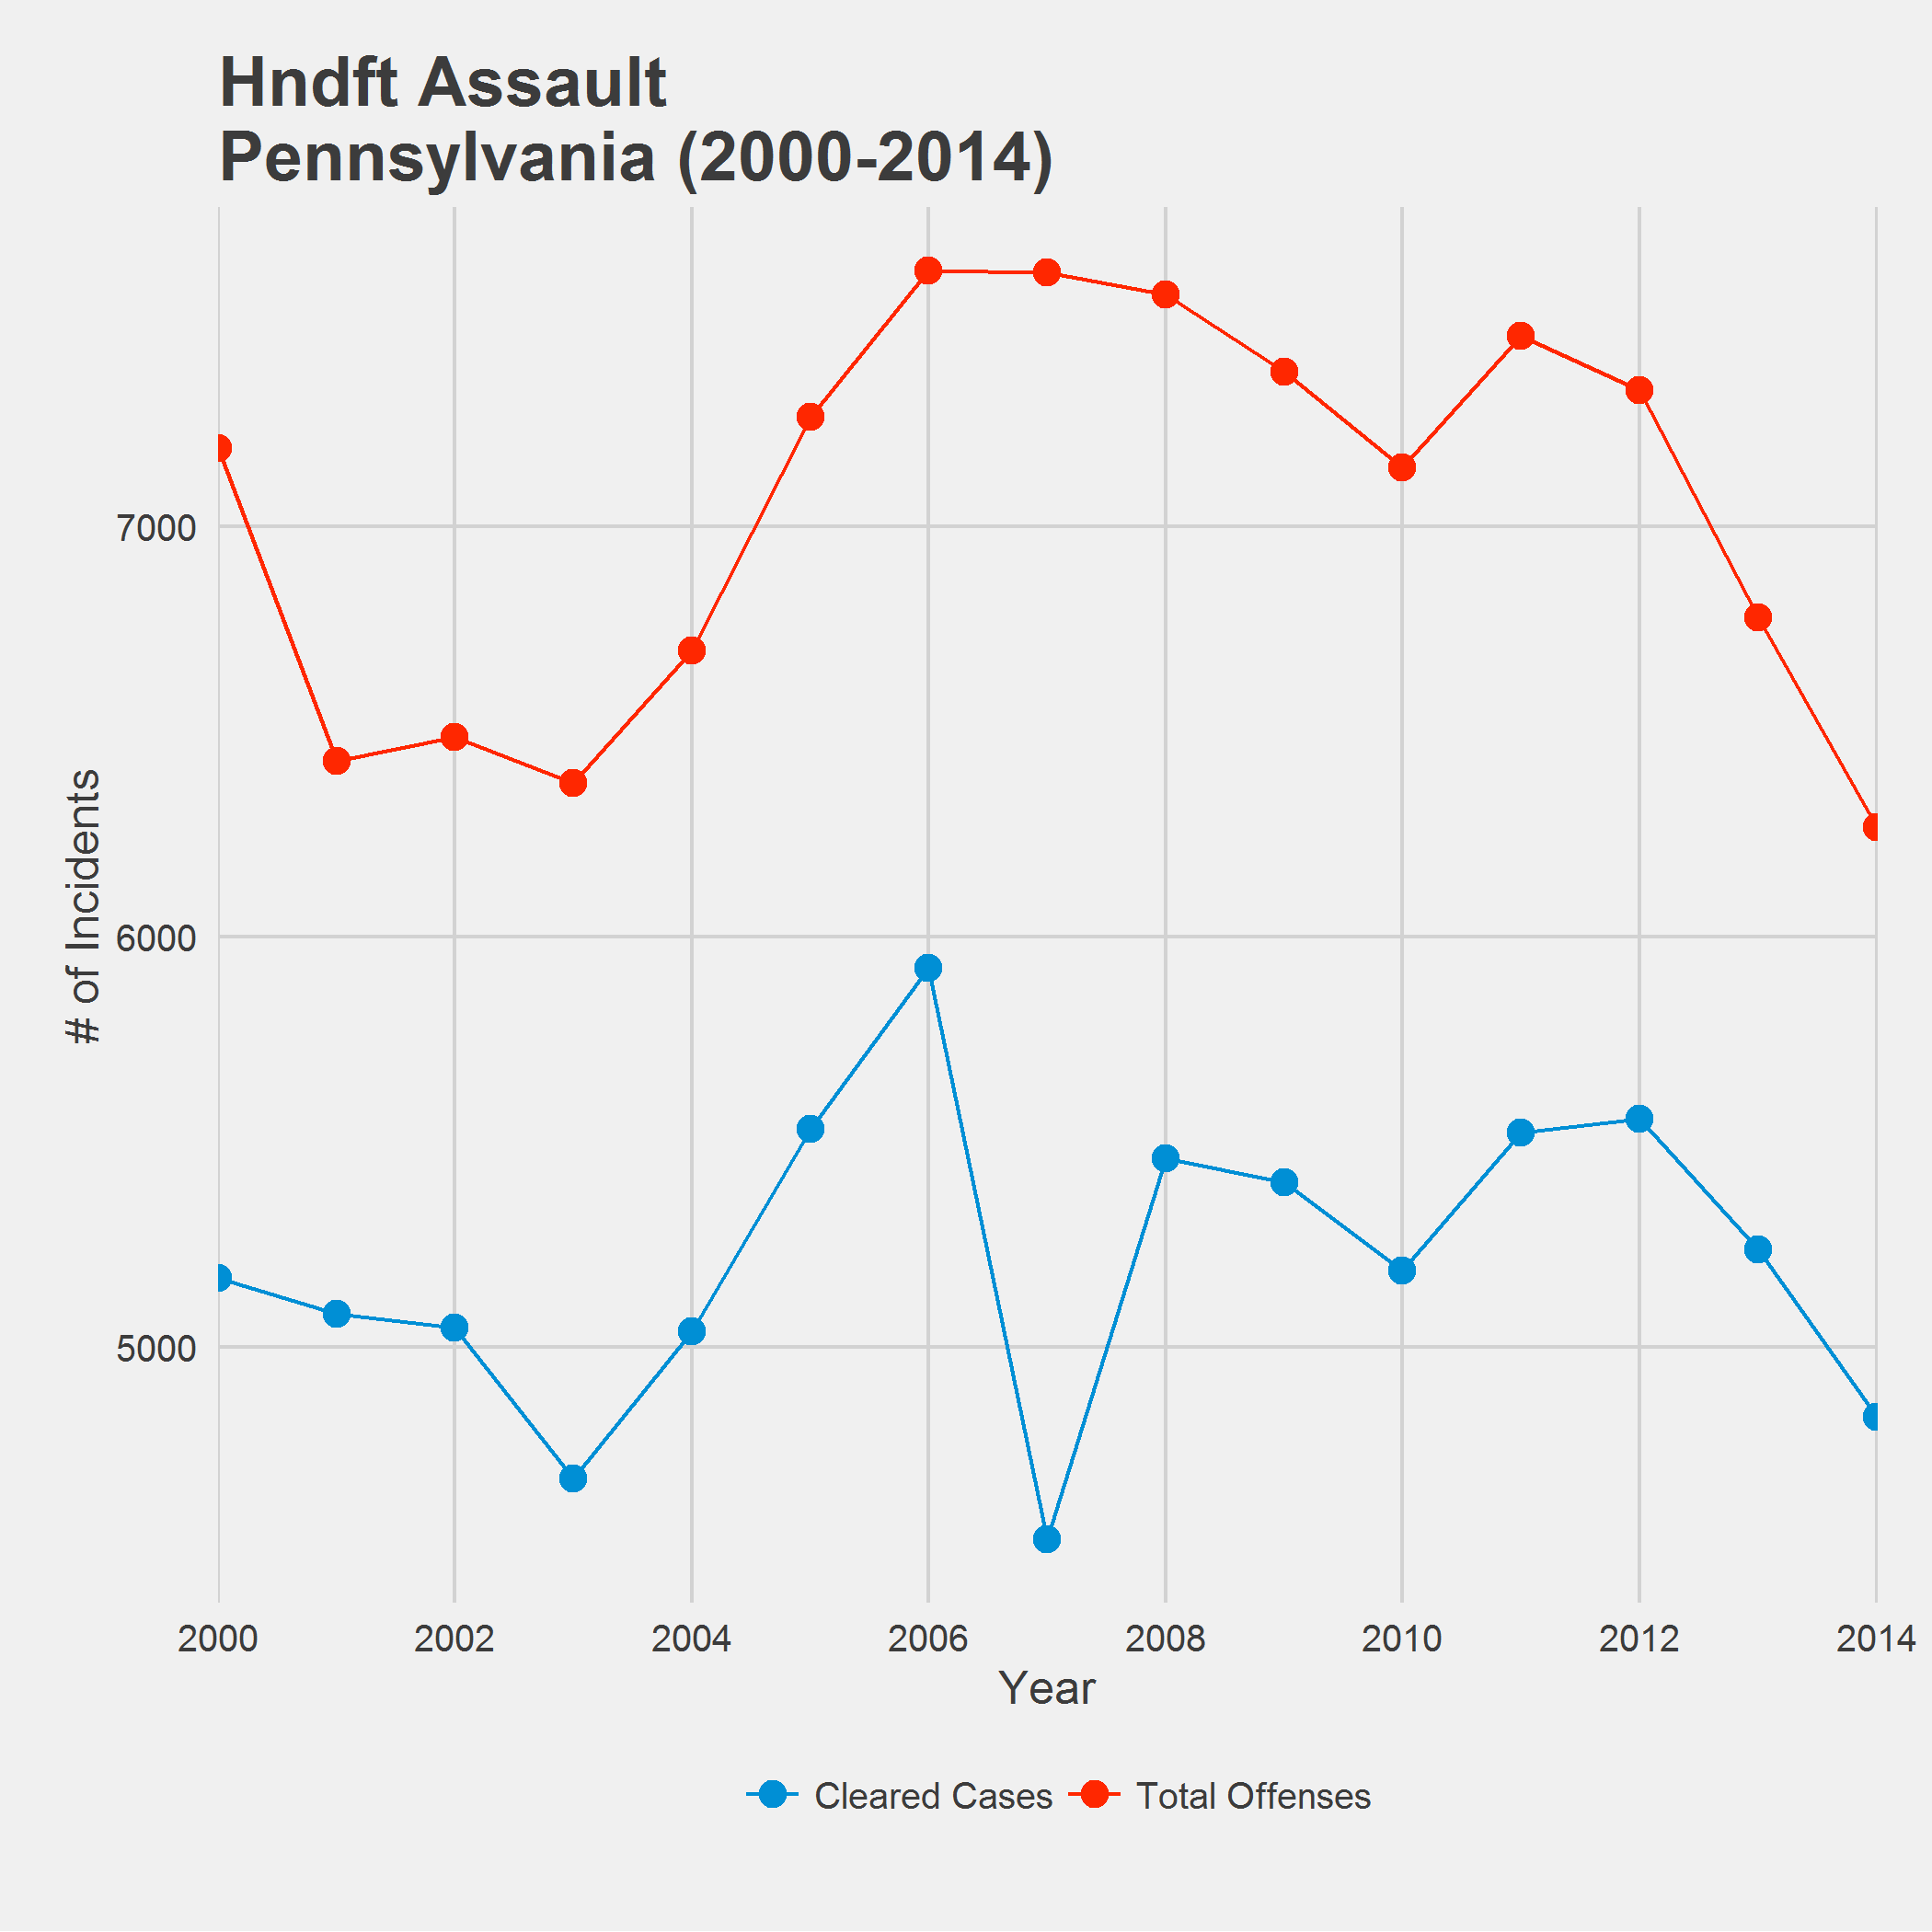 Hndft Assault
Pennsylvania (2000-2014)
7000
6000
5000
# of Incidents
2000 2002 2004 2006 2008 2010 2012 2014
Year
Cleared Cases Total Offenses